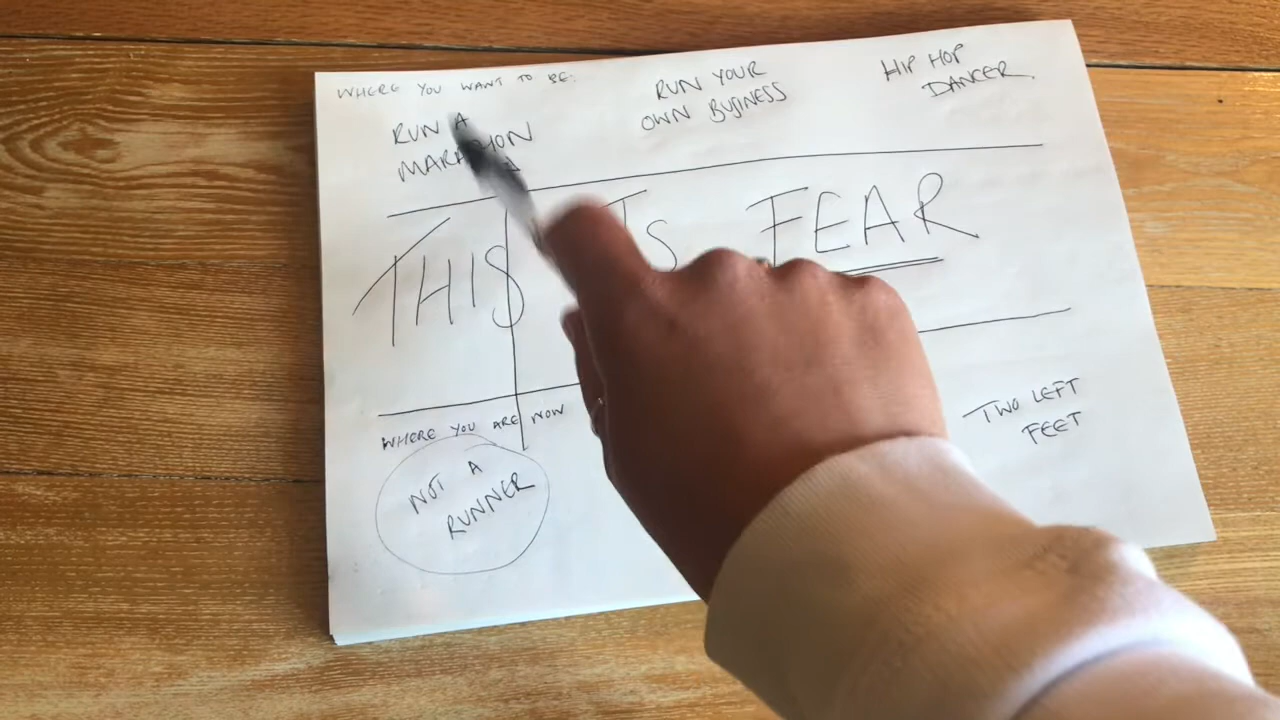 WHERE YOU WANT TO BE:
RUN A
MARATHON
RUN YOUR
OWN BUSINESS
HIP HOP
DANCER.
THIS IS FEAR
WHERE YOU ARE NOW
NOT A
RUNNER
TWO LEFT
FEET